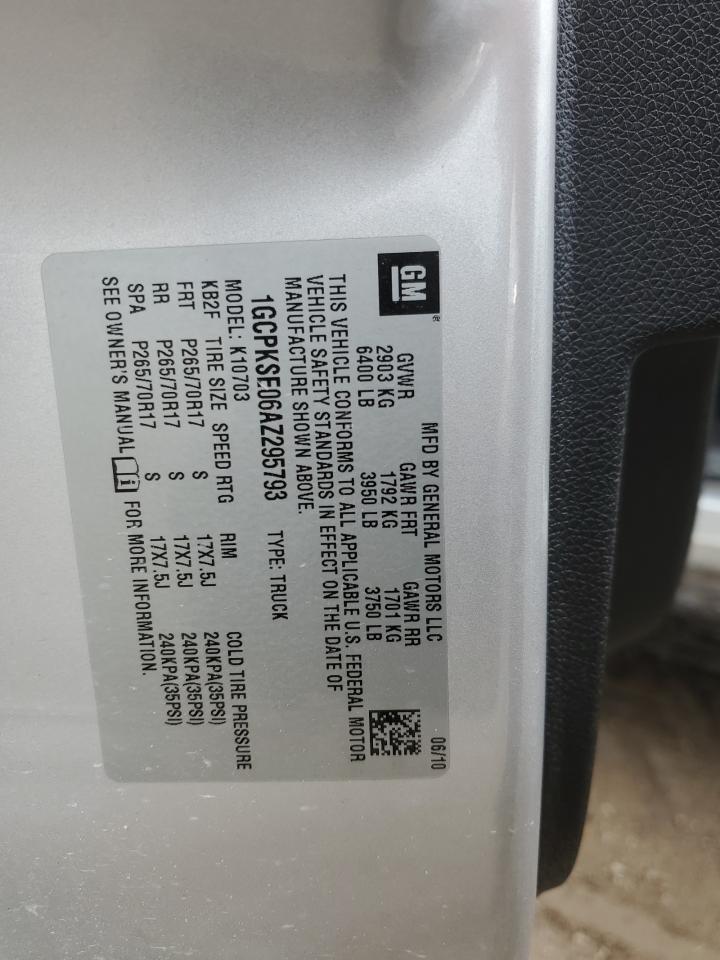 GM ®
MFD BY GENERAL MOTORS LLC 06/10
GVWR GAWR FRT GAWR RR
2903 KG 1792 KG 1701 KG
6400 LB 3950 LB 3750 LB
THIS VEHICLE CONFORMS TO ALL APPLICABLE U.S. FEDERAL MOTOR
VEHICLE SAFETY STANDARDS IN EFFECT ON THE DATE OF
MANUFACTURE SHOWN ABOVE.
1GCPKSE06AZ295793 TYPE: TRUCK
MODEL: K10703
KB2F TIRE SIZE SPEED RTG RIM COLD TIRE PRESSURE
FRT P265/70R17 S 17X7.5J 240KPA(35PSI)
RR P265/70R17 S 17X7.5J 240KPA(35PSI)
SPA P265/70R17 S 17X7.5J 240KPA(35PSI)
SEE OWNER'S MANUAL i FOR MORE INFORMATION.